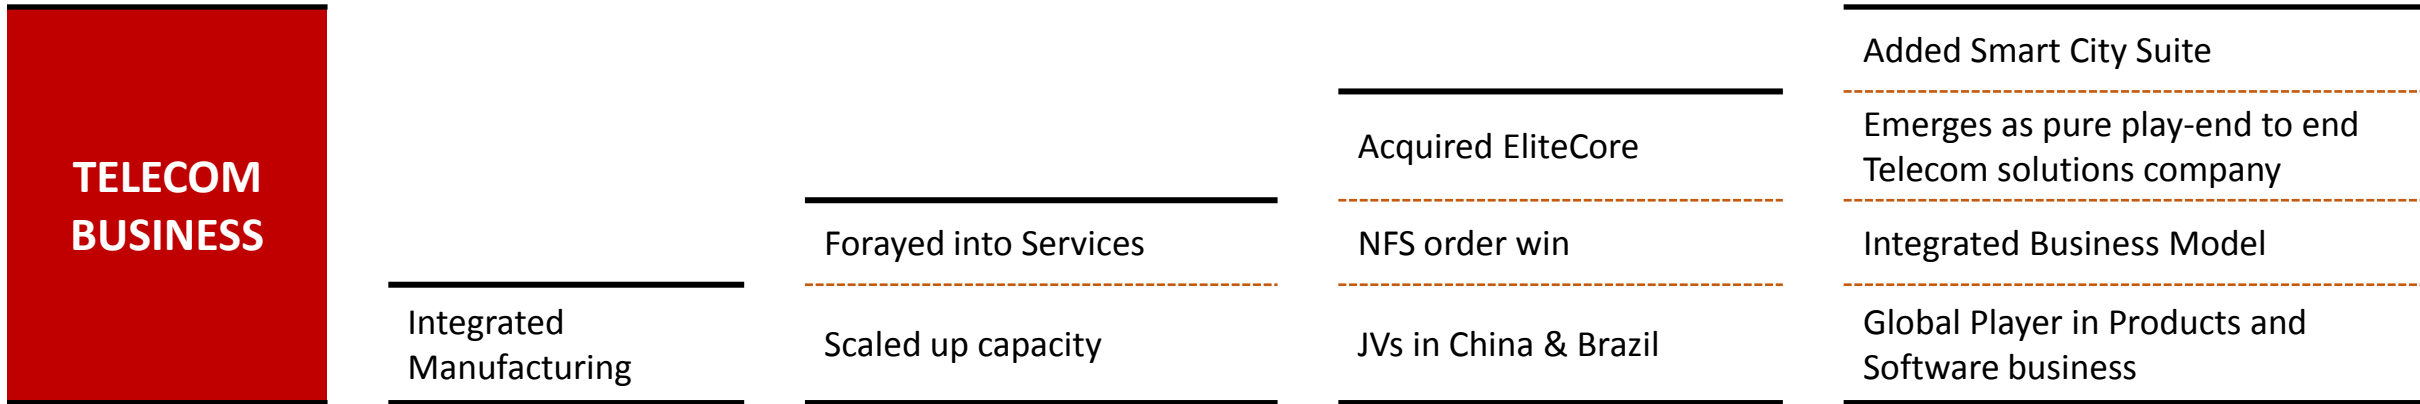 TELECOM
BUSINESS
Integrated
Manufacturing
Forayed into Services
Scaled up capacity
Acquired EliteCore
NFS order win
JVs in China & Brazil
Added Smart City Suite
Emerges as pure play-end to end
Telecom solutions company
Integrated Business Model
Global Player in Products and
Software business